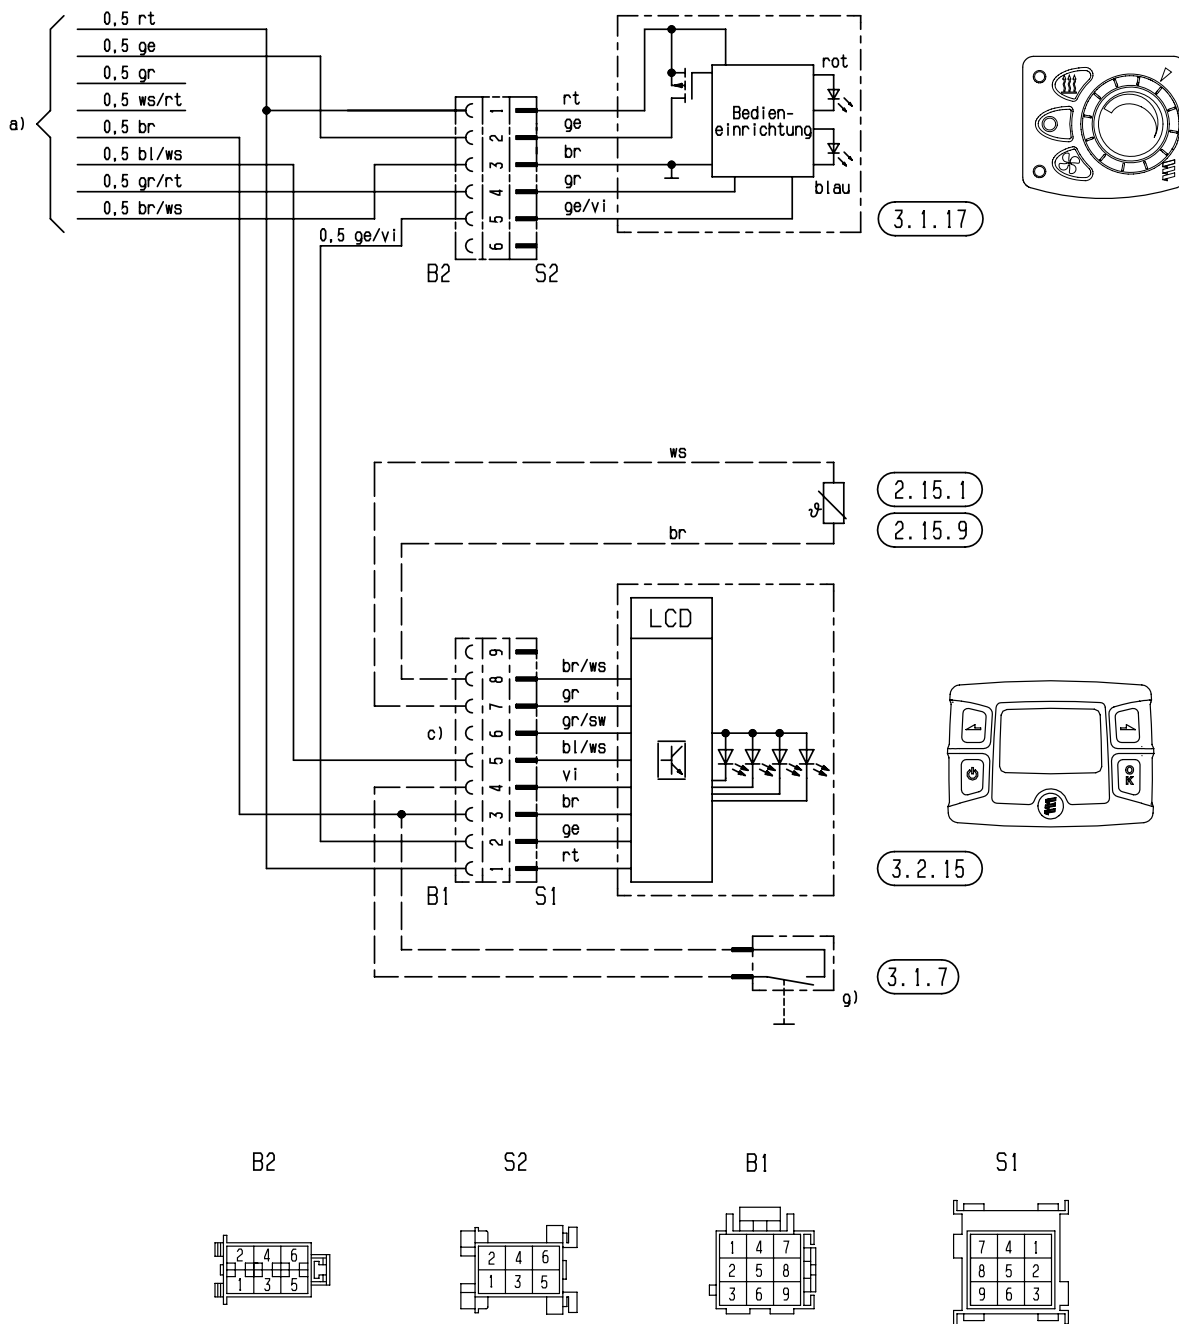 0,5 rt
0,5 ge
0,5 gr
0,5 ws/rt
a)
0,5 br
0,5 bl/ws
0,5 gr/rt
0,5 br/ws
0,5 ge/vi
1
2
3
4
5
6
B2
S2
rt
ge
br
gr
ge/vi
Bedien-
einrichtung
rot
blau
3.1.17
ws
ϑ
br
2.15.1
2.15.9
LCD
9
8
7
6
5
4
3
2
1
c)
br/ws
gr
gr/sw
bl/ws
vi
br
ge
rt
B1
S1
OK
3.2.15
3.1.7
g)
B2
S2
B1
S1
2 4 6
1 3 5
2 4 6
1 3 5
1 4 7
2 5 8
3 6 9
7 4 1
8 5 2
9 6 3